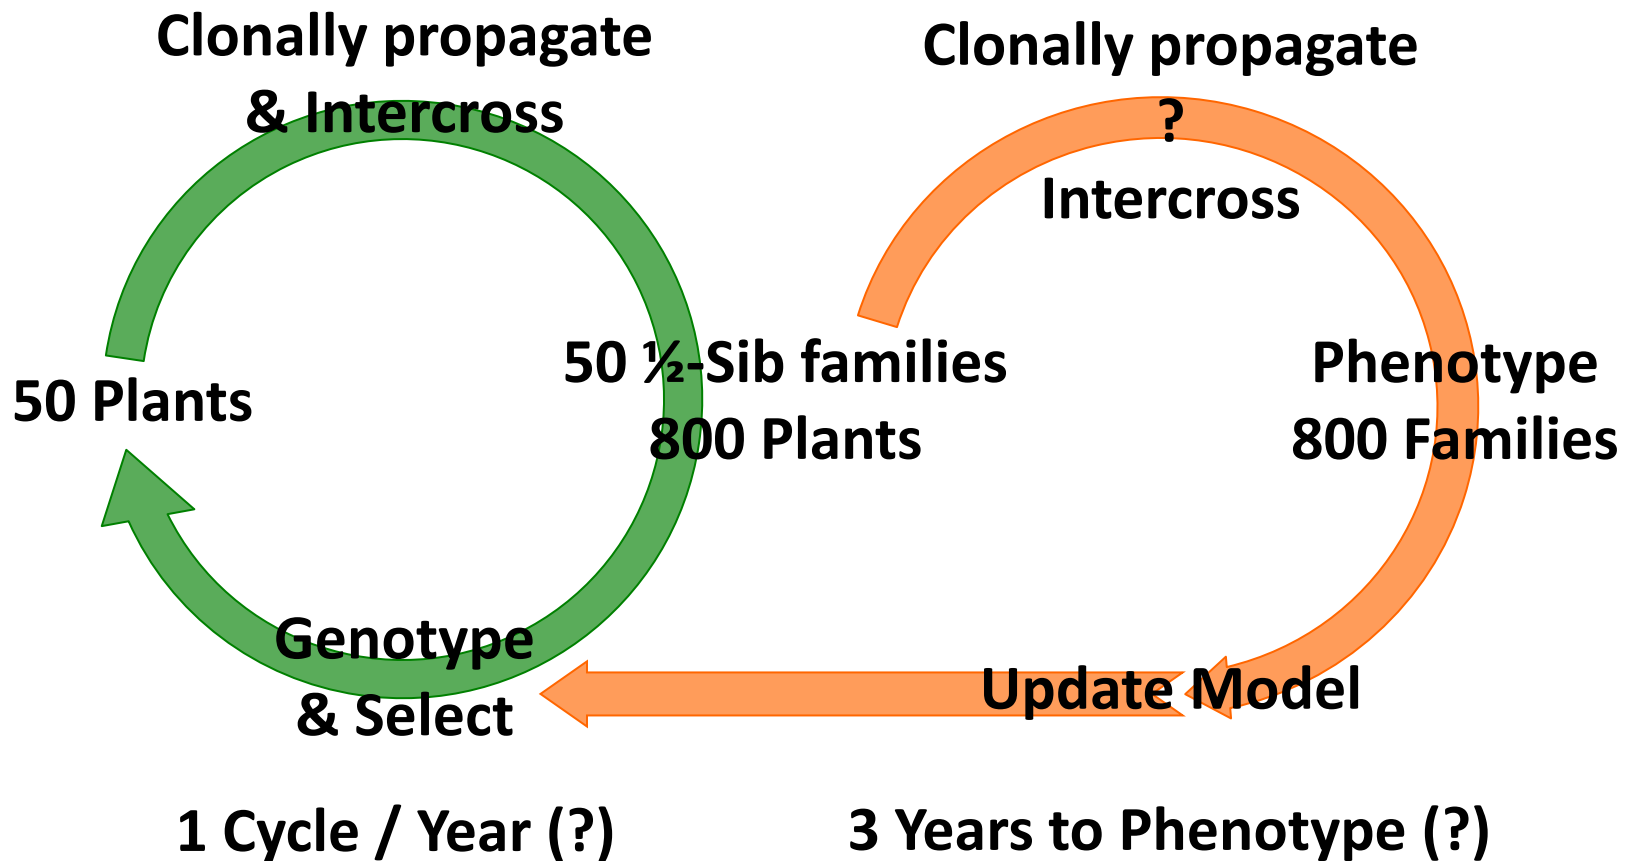 Clonally propagate
& Intercross
Clonally propagate
?
Intercross
50 Plants
50 ½-Sib families
800 Plants
Phenotype
800 Families
Genotype
& Select
Update Model
1 Cycle / Year (?)
3 Years to Phenotype (?)